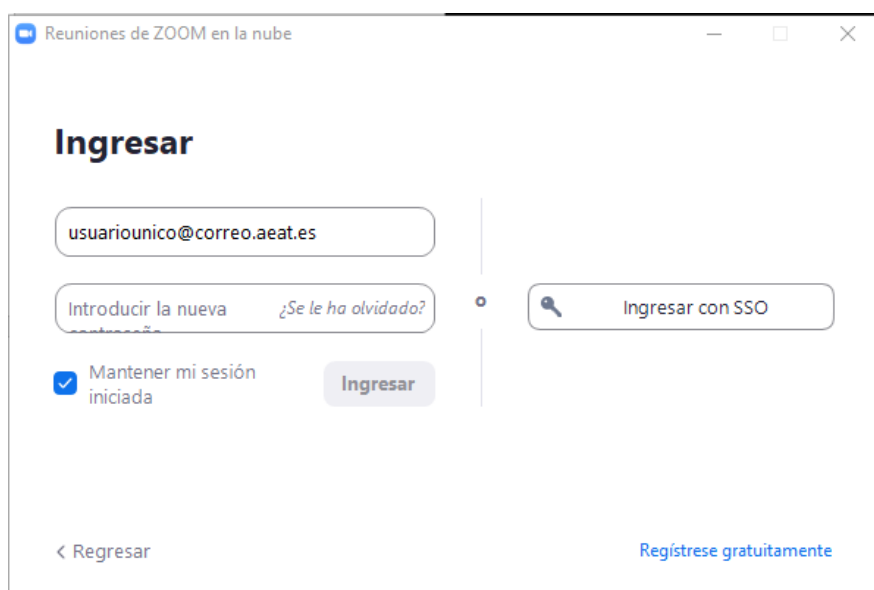 Reuniones de ZOOM en la nube
Ingresar
usuariounico@correo.aeat.es
Introducir la nueva
¿Se le ha olvidado?
o
Ingresar con SSO
Mantener mi sesión
iniciada
Ingresar
< Regresar
Regístrese gratuitamente